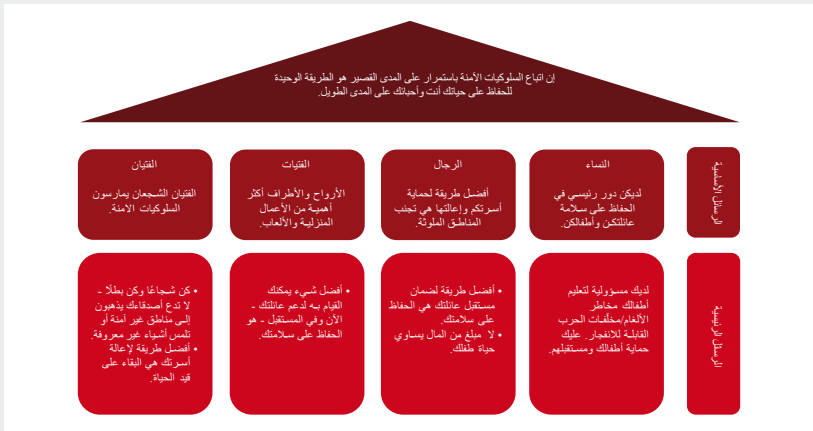 إن اتباع السلوكيات الآمنة باستمرار على المدى القصير هو الطريقة الوحيدة
للحفاظ على حياتك أنت وأحبائك على المدى الطويل.
الرسائل الأساسية
النساء
لديكن دور رئيسي في
الحفاظ على سلامة
عائلتكن وأطفالكن.
الرجال
أفضل طريقة لحماية
أسرتكم وإعالتها هي تجنب
المناطق الملوثة.
الفتيات
الأرواح والأطراف أكثر
أهمية من الأعمال
المنزلية والألعاب.
الفتيان
الفتيان الشجعان يمارسون
السلوكيات الآمنة.
الرسائل الرئيسية
لديك مسؤولية لتعليم
أطفالك مخاطر
الألغام/مخلفات الحرب
القابلة للانفجار. عليك
حماية أطفالك ومستقبلهم.
• أفضل طريقة لضمان
مستقبل عائلتك هي الحفاظ
على سلامتك.
• لا مبلغ من المال يساوي
حياة طفلك.
• أفضل شيء يمكنك
القيام به لدعم عائلتك -
الآن وفي المستقبل - هو
الحفاظ على سلامتك.
• كن شجاعًا وكن بطلًا -
لا تدع أصدقاءك يذهبون
إلى مناطق غير آمنة أو
تلمس أشياء غير معروفة.
• أفضل طريقة لإعالة
أسرتك هي البقاء على
قيد الحياة.